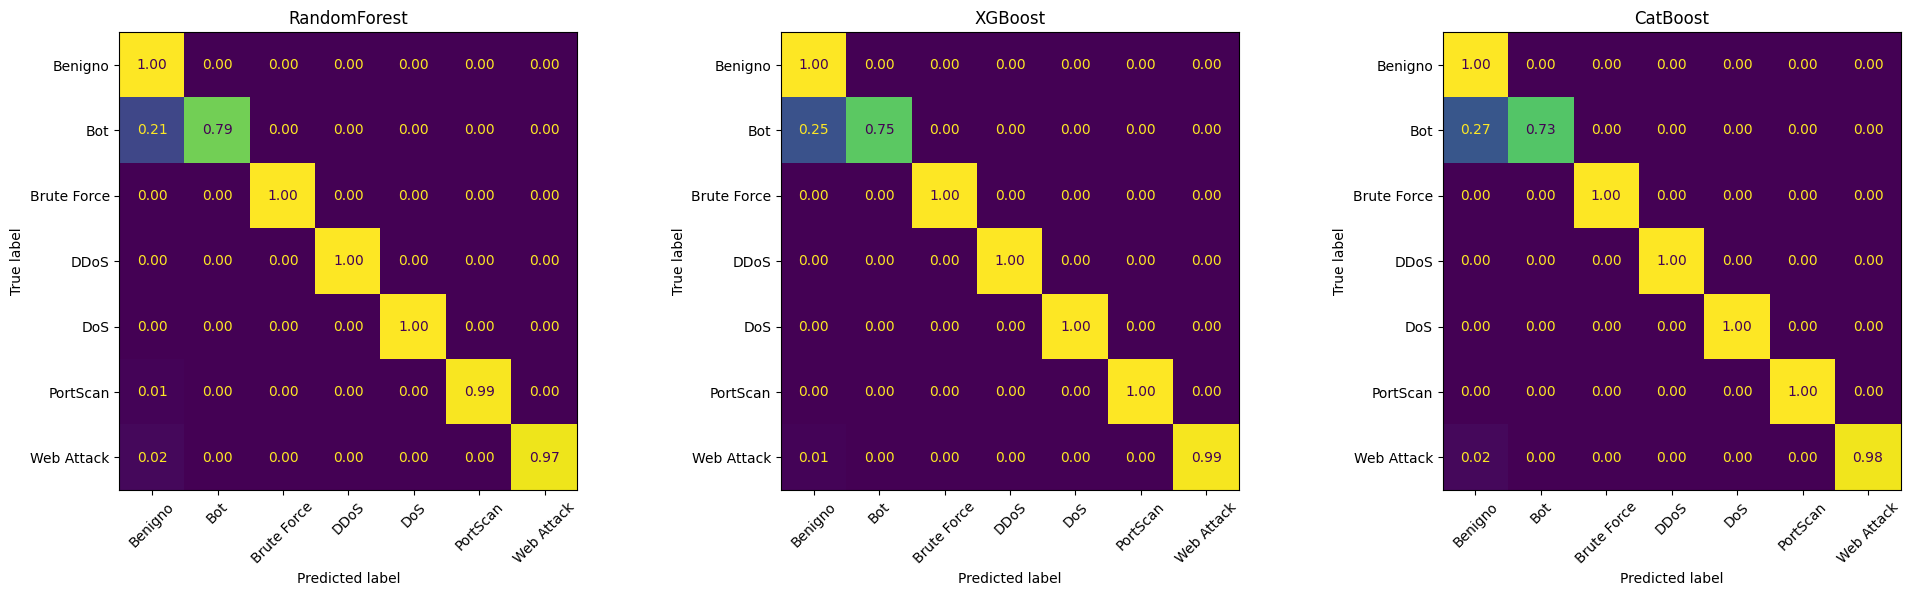 RandomForest
Benigno 1.00 0.00 0.00 0.00 0.00 0.00 0.00
Bot 0.21 0.79 0.00 0.00 0.00 0.00 0.00
Brute Force 0.00 0.00 1.00 0.00 0.00 0.00 0.00
DDoS 0.00 0.00 0.00 1.00 0.00 0.00 0.00
DoS 0.00 0.00 0.00 0.00 1.00 0.00 0.00
PortScan 0.01 0.00 0.00 0.00 0.00 0.99 0.00
Web Attack 0.02 0.00 0.00 0.00 0.00 0.00 0.97
True label
Benigno Bot Brute Force DDoS DoS PortScan Web Attack
Predicted label
XGBoost
Benigno 1.00 0.00 0.00 0.00 0.00 0.00 0.00
Bot 0.25 0.75 0.00 0.00 0.00 0.00 0.00
Brute Force 0.00 0.00 1.00 0.00 0.00 0.00 0.00
DDoS 0.00 0.00 0.00 1.00 0.00 0.00 0.00
DoS 0.00 0.00 0.00 0.00 1.00 0.00 0.00
PortScan 0.00 0.00 0.00 0.00 0.00 1.00 0.00
Web Attack 0.01 0.00 0.00 0.00 0.00 0.00 0.99
True label
Benigno Bot Brute Force DDoS DoS PortScan Web Attack
Predicted label
CatBoost
Benigno 1.00 0.00 0.00 0.00 0.00 0.00 0.00
Bot 0.27 0.73 0.00 0.00 0.00 0.00 0.00
Brute Force 0.00 0.00 1.00 0.00 0.00 0.00 0.00
DDoS 0.00 0.00 0.00 1.00 0.00 0.00 0.00
DoS 0.00 0.00 0.00 0.00 1.00 0.00 0.00
PortScan 0.00 0.00 0.00 0.00 0.00 1.00 0.00
Web Attack 0.02 0.00 0.00 0.00 0.00 0.00 0.98
True label
Benigno Bot Brute Force DDoS DoS PortScan Web Attack
Predicted label